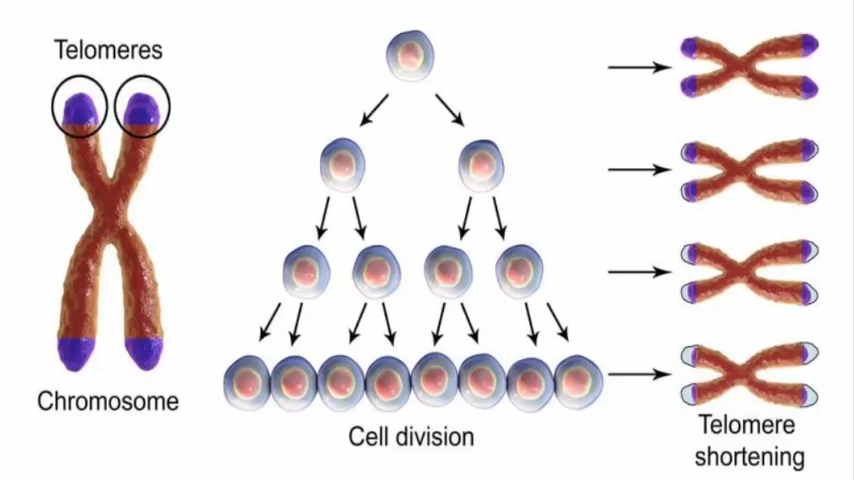 Telomeres
Chromosome
Cell division
Telomere
shortening